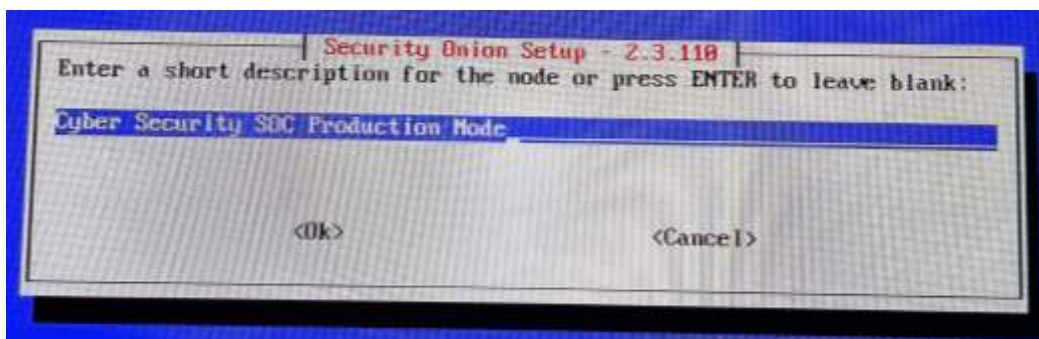 Security Onion Setup - 2.3.110
Enter a short description for the node or press ENTER to leave blank:
Cyber Security SOC Production Mode
<Ok> <Cancel>